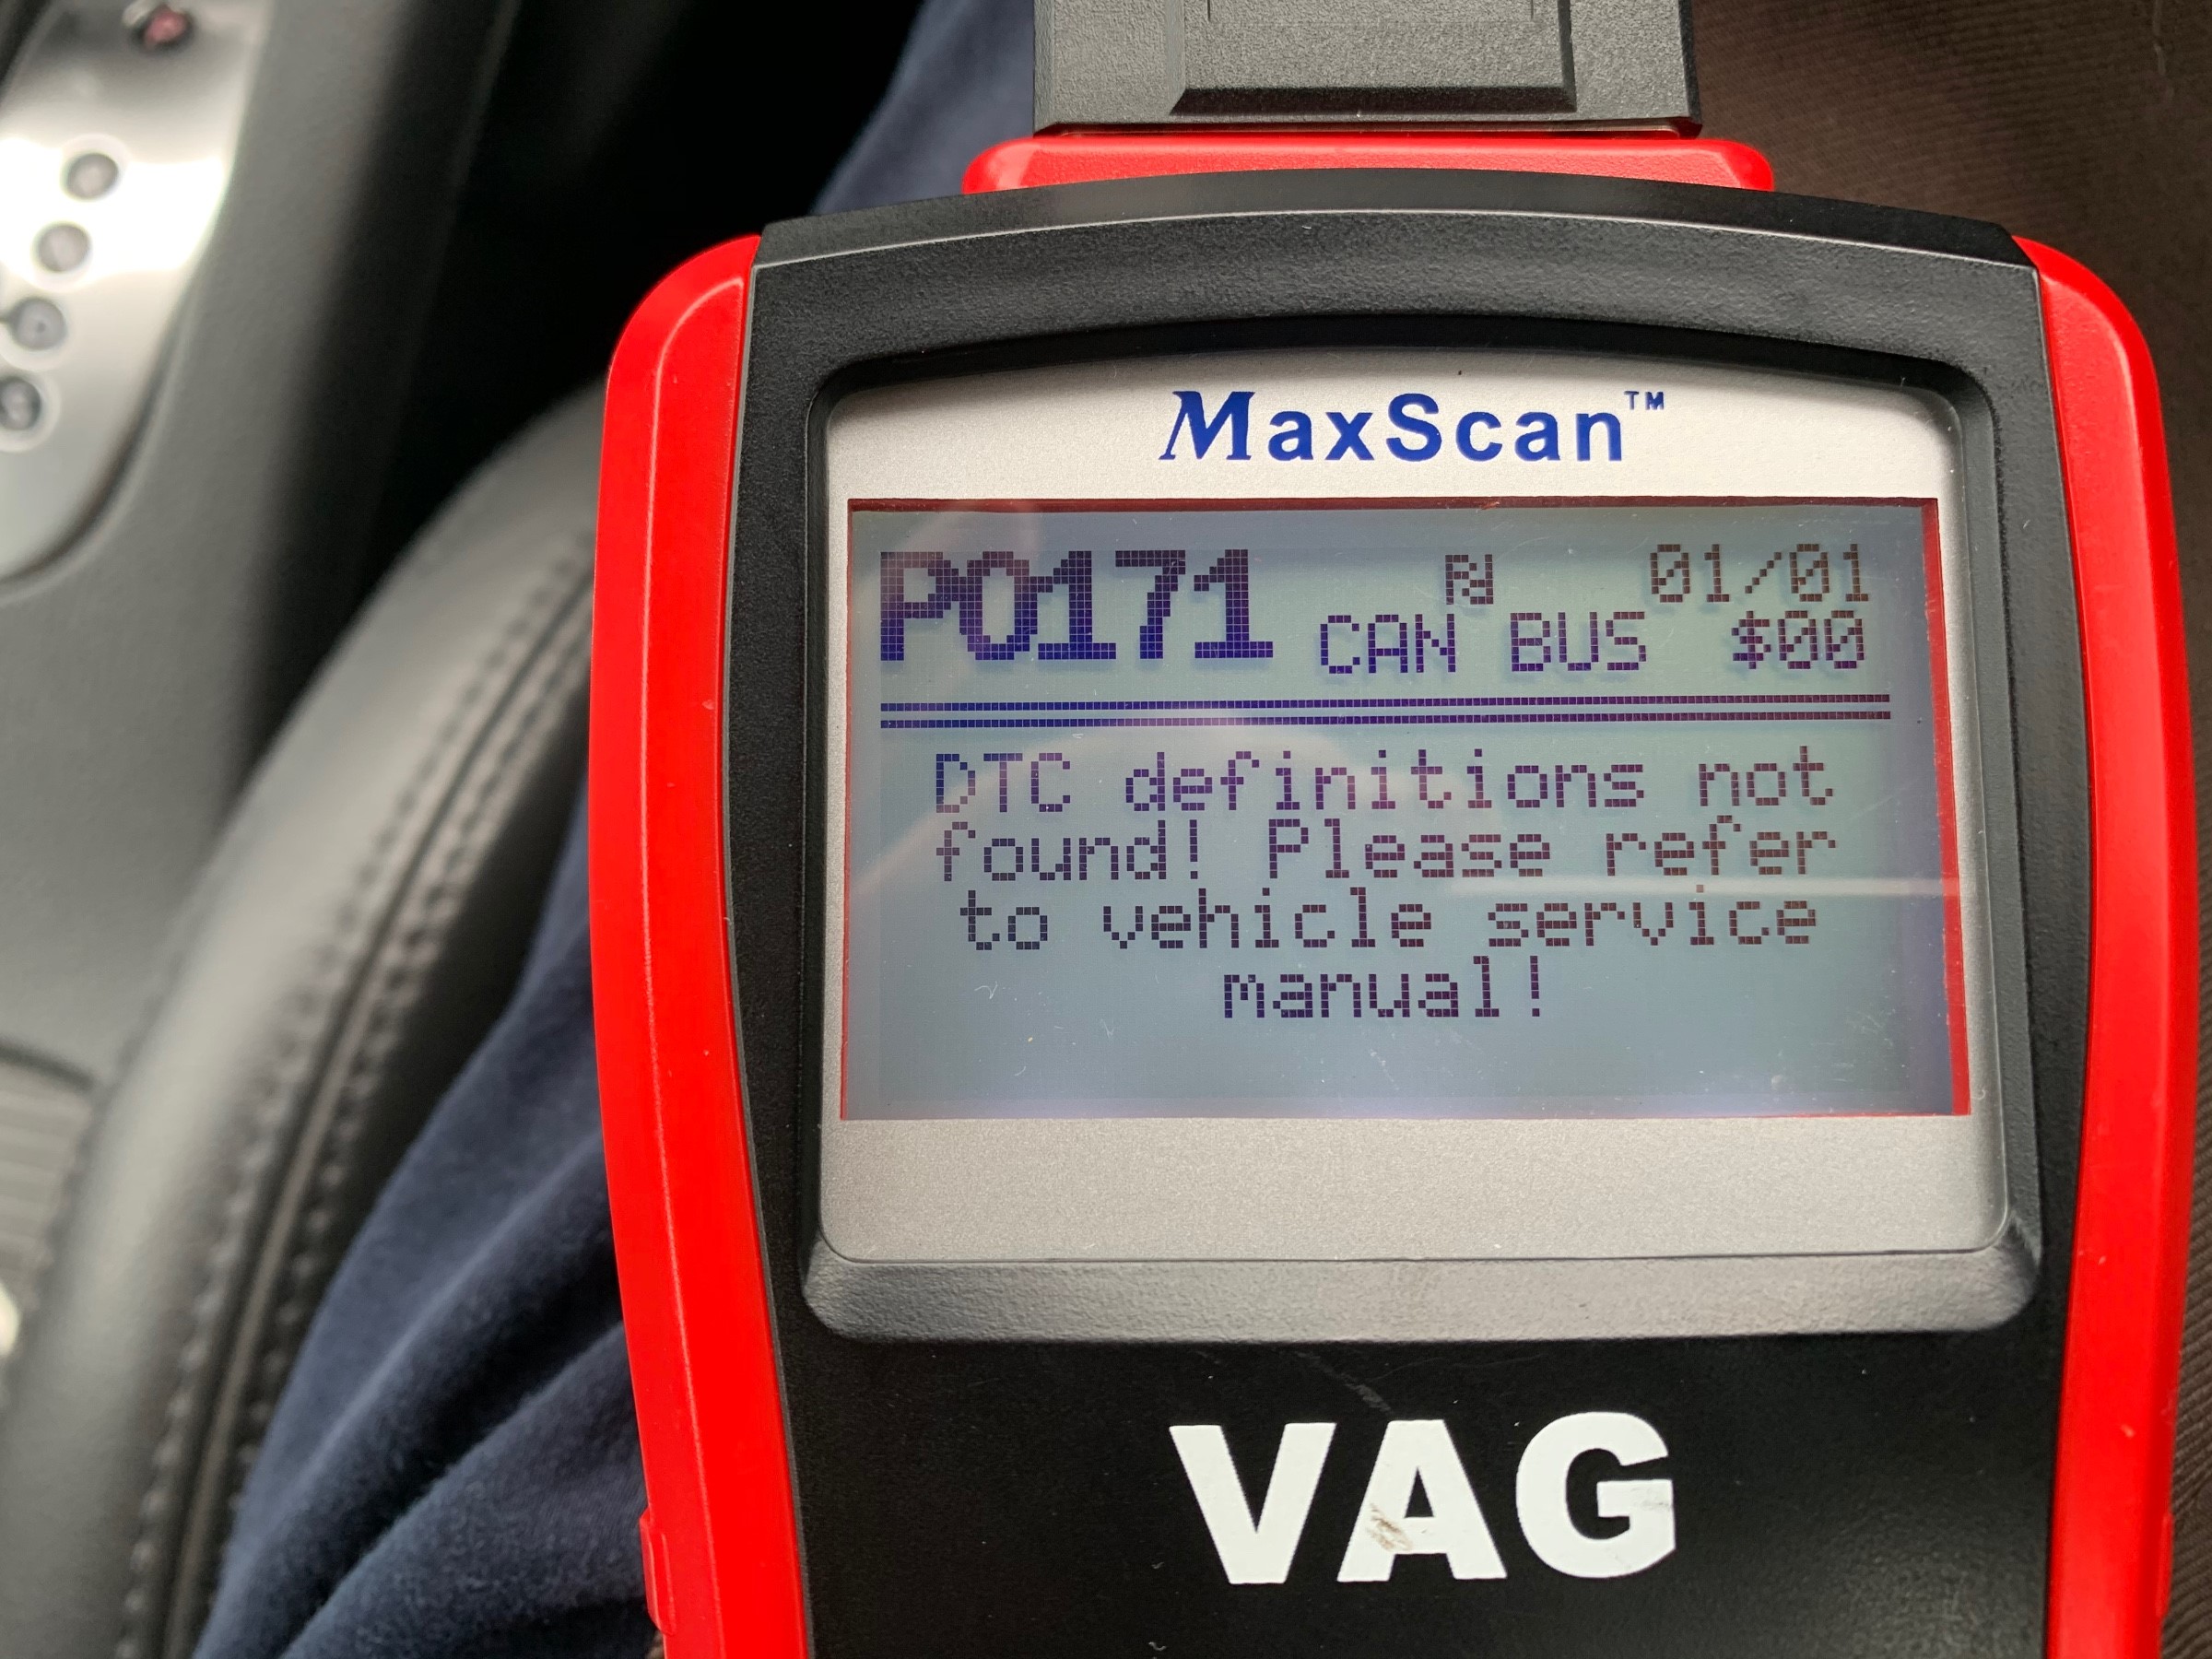 MaxScan™
P0171 ₪ 01/01
CAN BUS $00
DTC definitions not
found! Please refer
to vehicle service
manual!
VAG